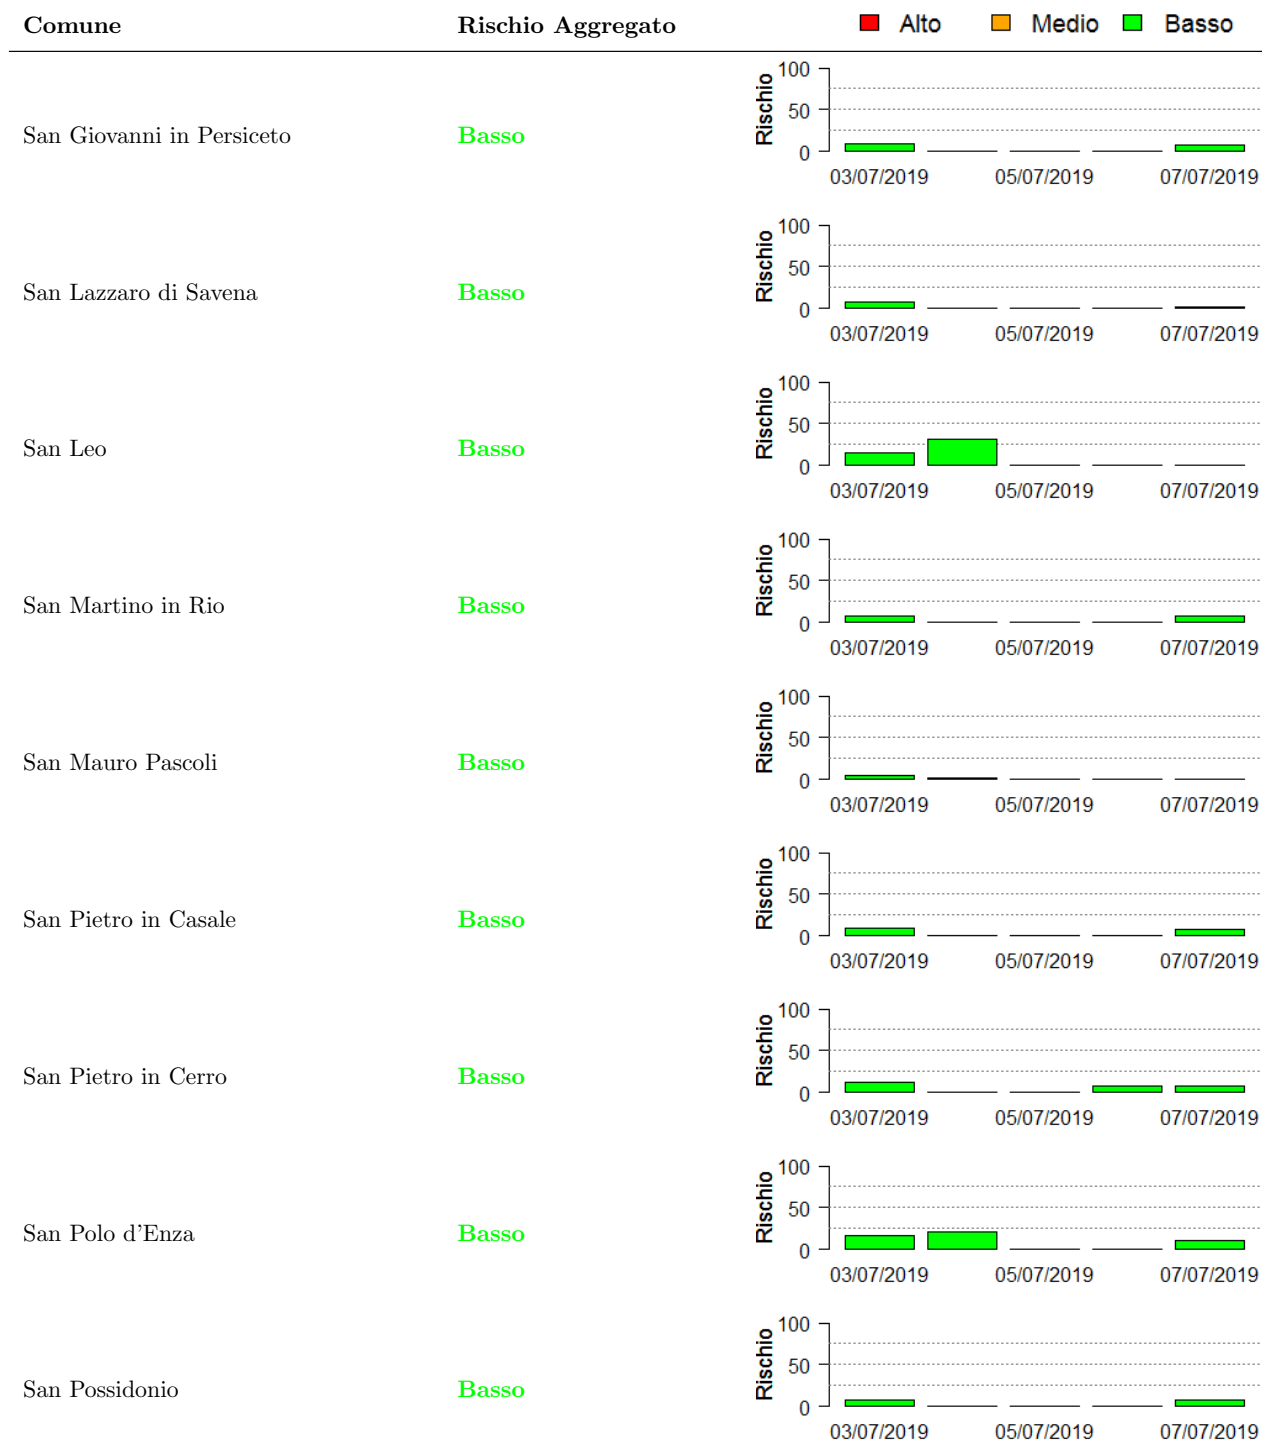 Comune Rischio Aggregato Alto Medio Basso
100
50
0
Rischio
San Giovanni in Persiceto Basso
03/07/2019 05/07/2019 07/07/2019
100
50
0
Rischio
San Lazzaro di Savena Basso
03/07/2019 05/07/2019 07/07/2019
100
50
0
Rischio
San Leo Basso
03/07/2019 05/07/2019 07/07/2019
100
50
0
Rischio
San Martino in Rio Basso
03/07/2019 05/07/2019 07/07/2019
100
50
0
Rischio
San Mauro Pascoli Basso
03/07/2019 05/07/2019 07/07/2019
100
50
0
Rischio
San Pietro in Casale Basso
03/07/2019 05/07/2019 07/07/2019
100
50
0
Rischio
San Pietro in Cerro Basso
03/07/2019 05/07/2019 07/07/2019
100
50
0
Rischio
San Polo d'Enza Basso
03/07/2019 05/07/2019 07/07/2019
100
50
0
Rischio
San Possidonio Basso
03/07/2019 05/07/2019 07/07/2019